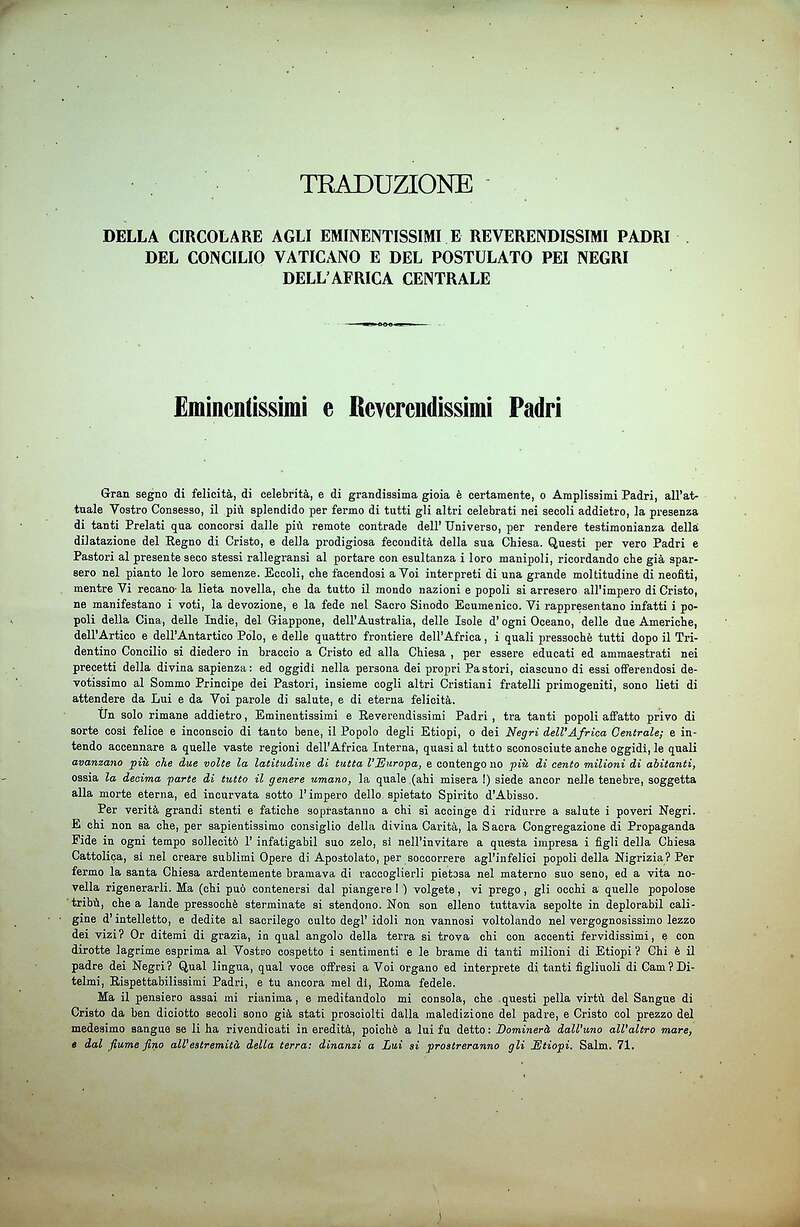 TRADUZIONE
DELLA CIRCOLARE AGLI EMINENTISSIMI E REVERENDISSIMI PADRI
DEL CONCILIO VATICANO E DEL POSTULATO PEI NEGRI
DELL'AFRICA CENTRALE
Eminentissimi e Reverendissimi Padri
Gran segno di felicità, di celebrità, e di grandissima gioia è certamente, o Amplissimi Padri, all'at-
tuale Vostro Consesso, il più splendido per fermo di tutti gli altri celebrati nei secoli addietro, la presenza
di tanti Prelati qua concorsi dalle più remote contrade dell' Universo, per rendere testimonianza della
dilatazione del Regno di Cristo, e della prodigiosa fecondità della sua Chiesa. Questi per vero Padri e
Pastori al presente seco stessi rallegransi al portare con esultanza i loro manipoli, ricordando che già spar-
sero nel pianto le loro semenze. Eccoli, che facendosi a Voi interpreti di una grande moltitudine di neofiti,
mentre Vi recano la lieta novella, che da tutto il mondo nazioni e popoli si arresero all'impero di Cristo,
ne manifestano i voti, la devozione, e la fede nel Sacro Sinodo Ecumenico. Vi rappresentano infatti i po-
poli della Cina, delle Indie, del Giappone, dell'Australia, delle Isole d' ogni Oceano, delle due Americhe,
dell'Artico e dell'Antartico Polo, e delle quattro frontiere dell'Africa, i quali pressochè tutti dopo il Tri-
dentino Concilio si diedero in braccio a Cristo ed alla Chiesa , per essere educati ed ammaestrati nei
precetti della divina sapienza: ed oggidì nella persona dei propri Pastori, ciascuno di essi offerendosi de-
votissimo al Sommo Principe dei Pastori, insieme cogli altri Cristiani fratelli primogeniti, sono lieti di
attendere da Lui e da Voi parole di salute, e di eterna felicità.
Un solo rimane addietro, Eminentissimi e Reverendissimi Padri , tra tanti popoli affatto privo di
sorte così felice e inconscio di tanto bene, il Popolo degli Etiopi, o dei Negri dell'Africa Centrale; e in-
tendo accennare a quelle vaste regioni dell'Africa Interna, quasi al tutto sconosciute anche oggidì, le quali
avanzano più che due volte la latitudine di tutta l'Europa, e contengono più di cento milioni di abitanti,
ossia la decima parte di tutto il genere umano, la quale (ahi misera !) siede ancor nelle tenebre, soggetta
alla morte eterna, ed incurvata sotto l'impero dello spietato Spirito d'Abisso.
Per verità grandi stenti e fatiche soprastanno a chi si accinge di ridurre a salute i poveri Negri.
E chi non sa che, per sapientissimo consiglio della divina Carità, la Sacra Congregazione di Propaganda
Fide in ogni tempo sollecitò l' infatigabil suo zelo, sì nell'invitare a questa impresa i figli della Chiesa
Cattolica, sì nel creare sublimi Opere di Apostolato, per soccorrere agl'infelici popoli della Nigrizia? Per
fermo la santa Chiesa ardentemente bramava di raccoglierli pietosa nel materno suo seno, ed a vita no-
vella rigenerarli. Ma (chi può contenersi dal piangere ! ) volgete, vi prego, gli occhi a quelle popolose
tribù, che a lande pressochè sterminate si stendono. Non son elleno tuttavia sepolte in deplorabil cali-
gine d' intelletto, e dedite al sacrilego culto degl' idoli non vannosi voltolando nel vergognosissimo lezzo
dei vizi? Or ditemi di grazia, in qual angolo della terra si trova chi con accenti fervidissimi, e con
dirotte lagrime esprima al Vostro cospetto i sentimenti e le brame di tanti milioni di Etiopi ? Chi è il
padre dei Negri? Qual lingua, qual voce offresi a Voi organo ed interprete di tanti figliuoli di Cam? Di-
telmi, Rispettabilissimi Padri, e tu ancora mel dì, Roma fedele.
Ma il pensiero assai mi rianima, e meditandolo mi consola, che questi pella virtù del Sangue di
Cristo da ben diciotto secoli sono già stati prosciolti dalla maledizione del padre, e Cristo col prezzo del
medesimo sangue se li ha rivendicati in eredità, poichè a lui fu detto: Dominerà dall'uno all'altro mare,
e dal fiume fino all'estremità della terra: dinanzi a Lui si prostreranno gli Etiopi. Salm. 71.